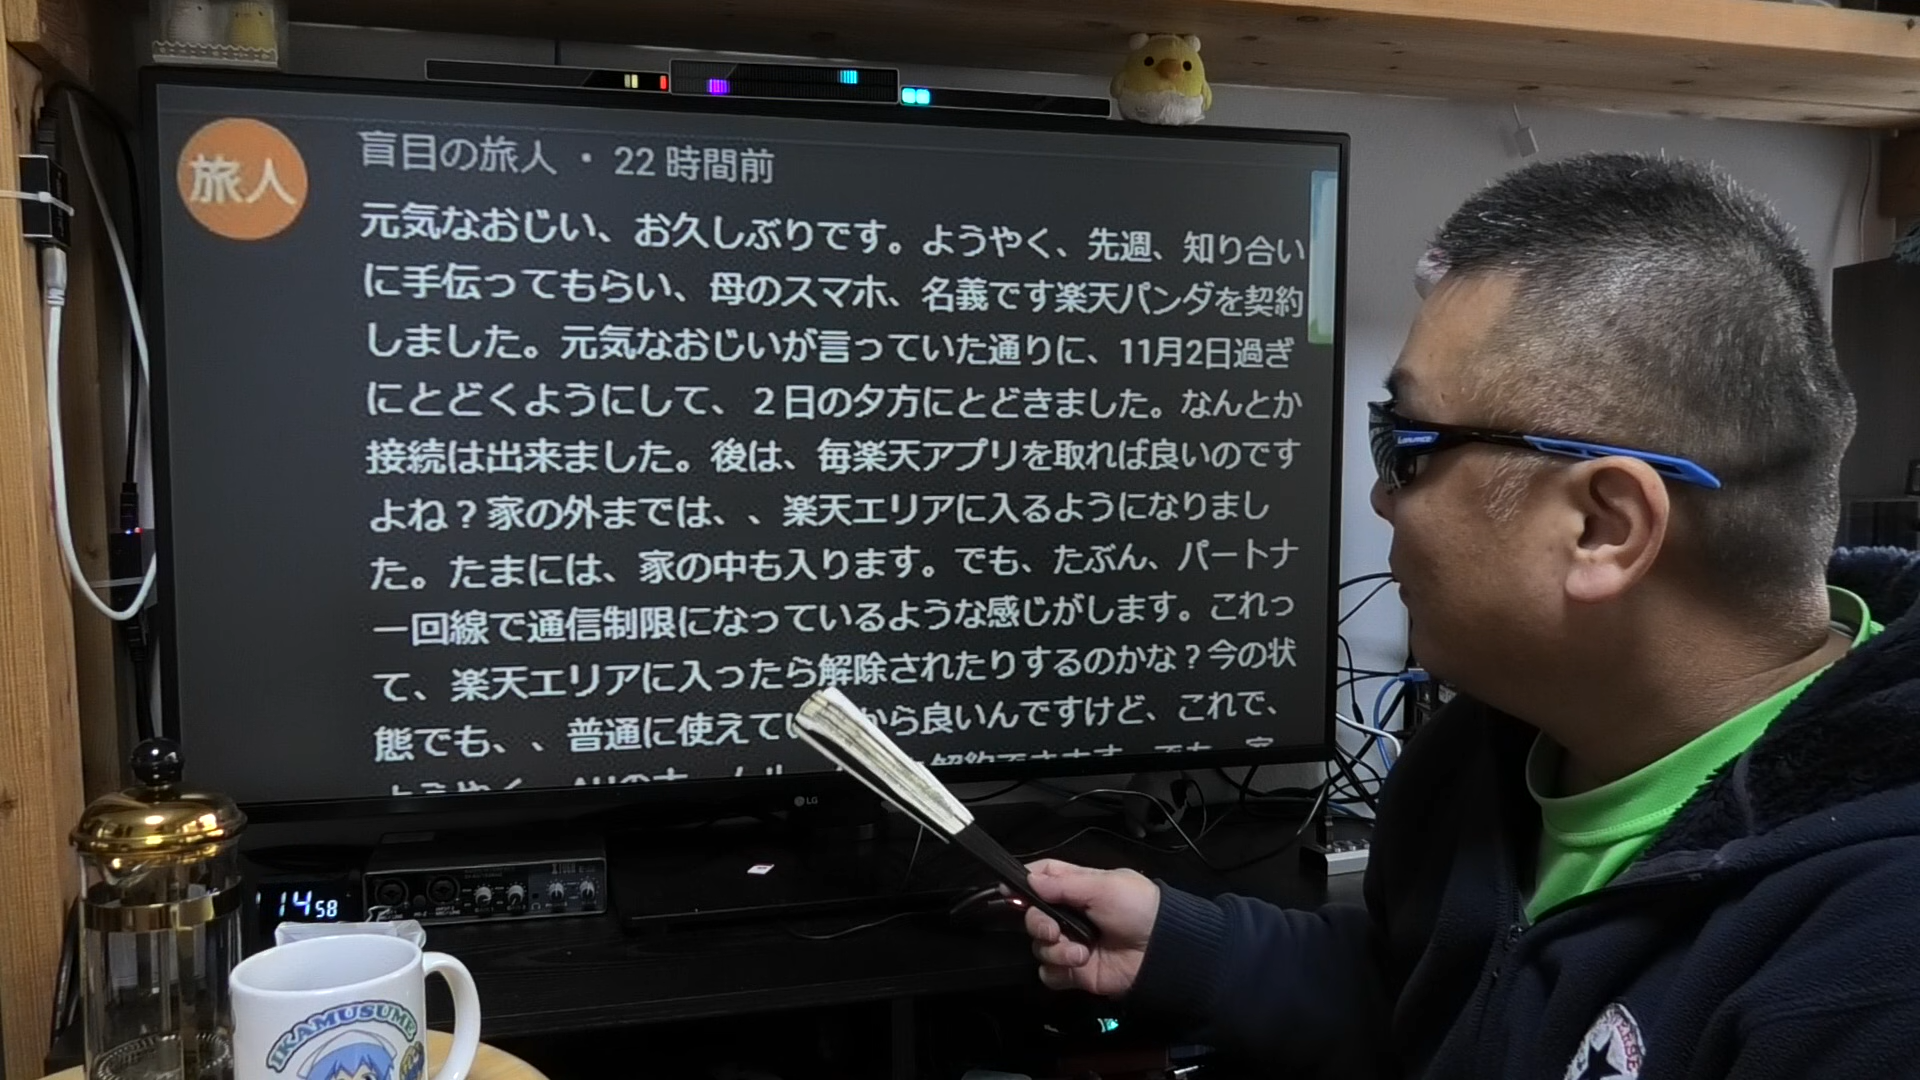 旅人
盲目の旅人・22 時間前
元気なおじい、お久しぶりです。ようやく、先週、知り合い
に手伝ってもらい、母のスマホ、名義です楽天パンダを契約
しました。元気なおじいが言っていた通りに、11月2日過ぎ
にとどくようにして、２日の夕方にとどきました。なんとか
接続は出来ました。後は、毎楽天アプリを取れば良いのです
よね？家の外までは、、楽天エリアに入るようになりまし
た。たまには、家の中も入ります。でも、たぶん、パートナ
ー回線で通信制限になっているような感じがします。これっ
て、楽天エリアに入ったら解除されたりするのかな？今の状
態でも、、普通に使えて から良いんですけど、これで、
LG
14 58
IKAMUSUME